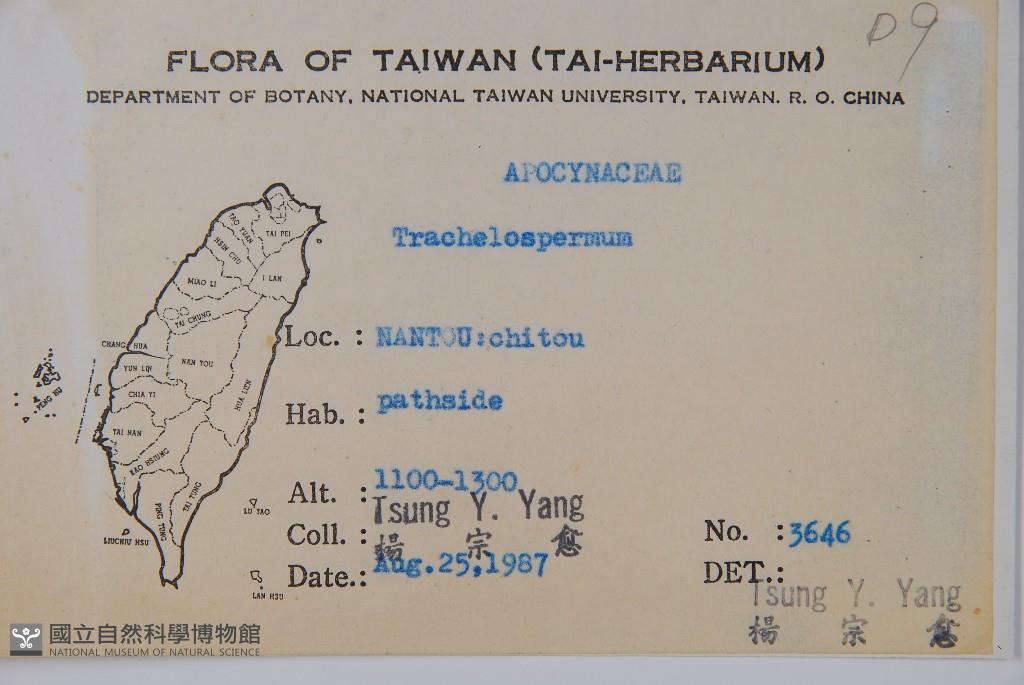 D9
FLORA OF TAIWAN (TAI-HERBARIUM)
DEPARTMENT OF BOTANY, NATIONAL TAIWAN UNIVERSITY, TAIWAN. R. O. CHINA
APOCYNACEAE
Trachelospermum
TAI PEI
TAO YUAN
HSIN CHU
I LAN
MIAO LI
TAI CHUNG
CHANG HUA
NAN TOU
YUN LIN
HUA LIEN
CHIA YI
PENG HU
TAI NAN
KAO HSIUNG
TAI TUNG
PING TUNG
LU TAO
LIUCHIU HSU
LAN HSU
Loc. : NANTOU:chitou
Hab. : pathside
Alt. : 1100-1300
Coll. : Tsung Y. Yang
楊 宗 愈
No. : 3646
Date.: Aug.25,1987
DET.: Tsung Y. Yang
楊 宗 愈
國立自然科學博物館
NATIONAL MUSEUM OF NATURAL SCIENCE